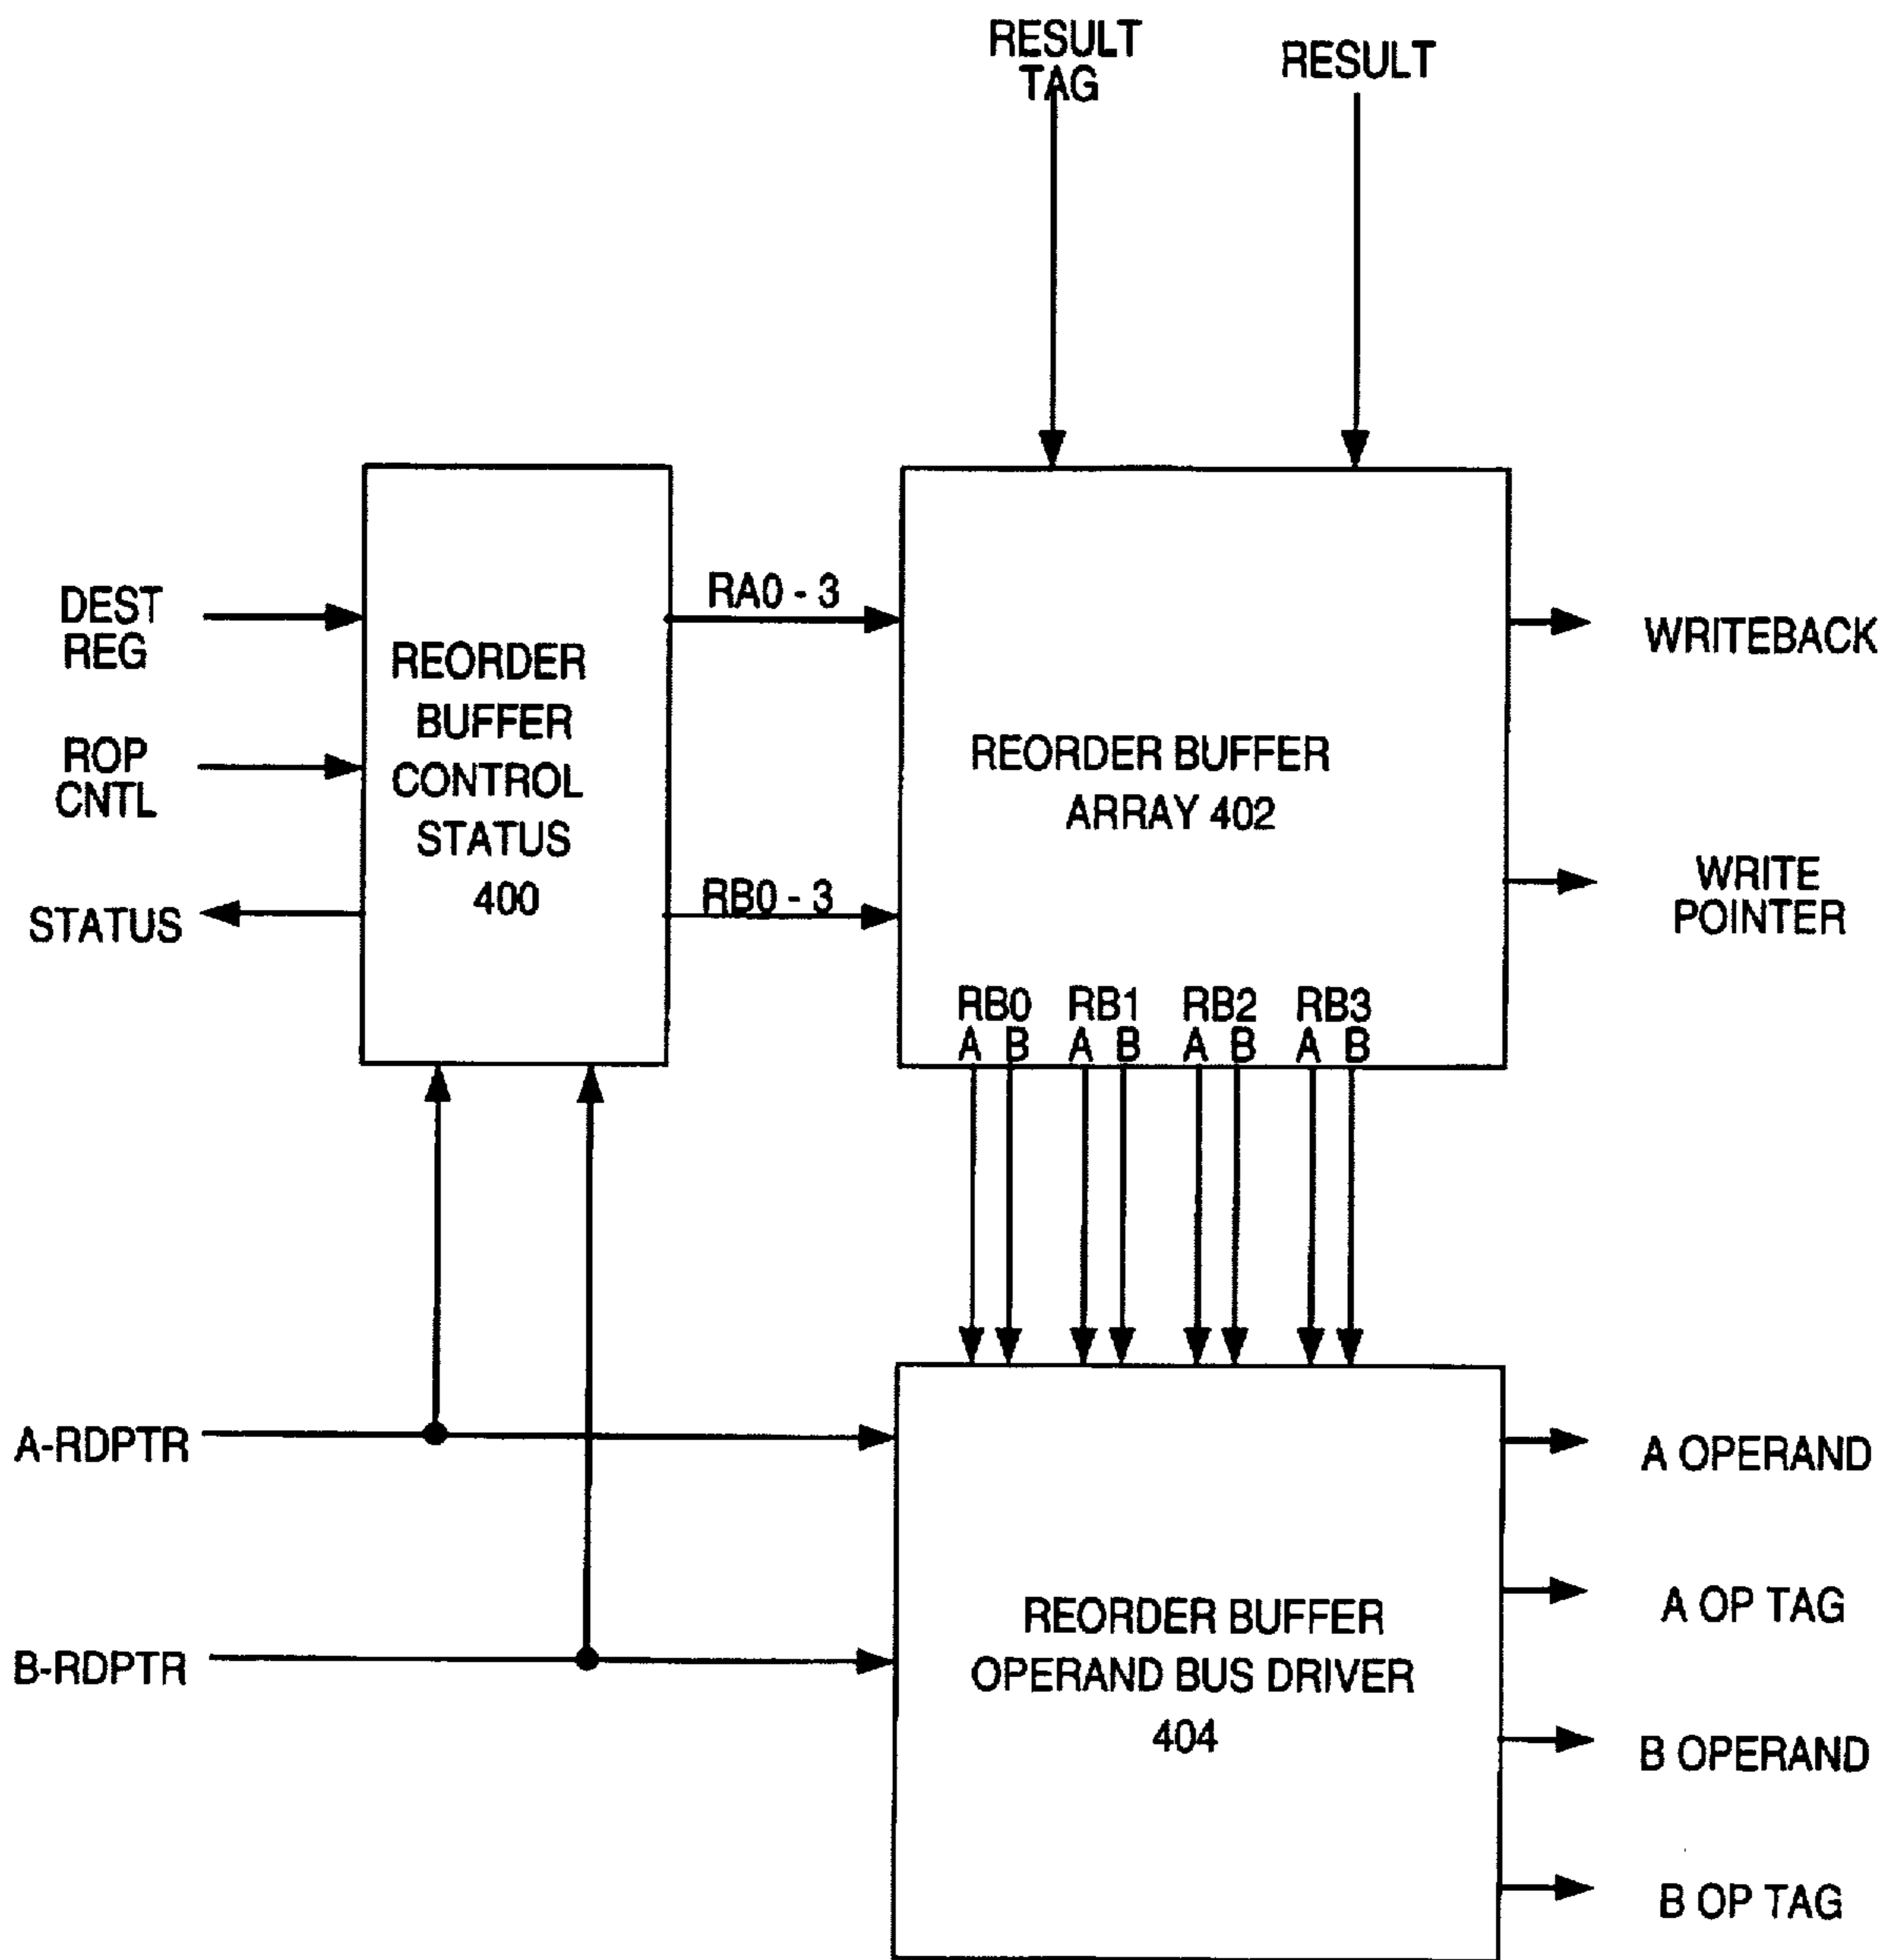 RESULT
TAG
RESULT
DEST
REG
ROP
CNTL
STATUS
REORDER
BUFFER
CONTROL
STATUS
400
RA0 - 3
RB0 - 3
REORDER BUFFER
ARRAY 402
RB0 RB1 RB2 RB3
A B A B A B A B
WRITEBACK
WRITE
POINTER
A-RDPTR
B-RDPTR
REORDER BUFFER
OPERAND BUS DRIVER
404
A OPERAND
A OP TAG
B OPERAND
B OP TAG